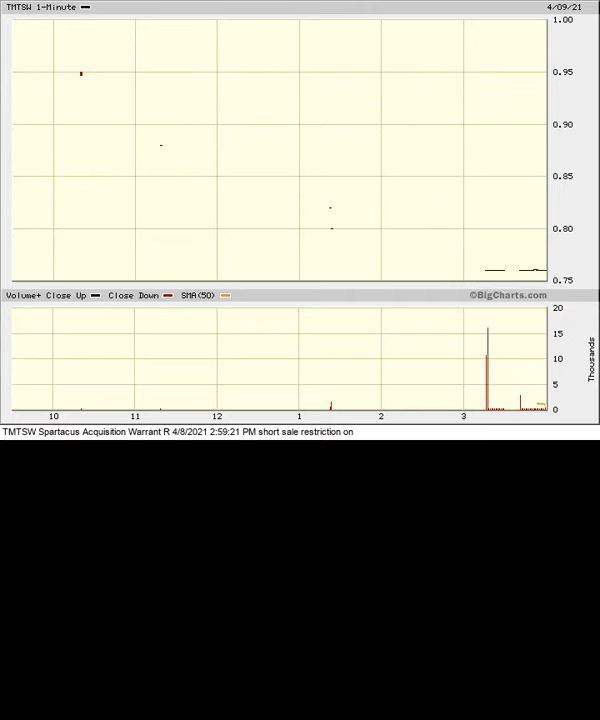 TMTSW 1-Minute 4/09/21
1.00
0.95
0.90
0.85
0.80
0.75
Volume+ Close Up Close Down SMA(50) ©BigCharts.com
20
15
10
5
0
Thousands
10 11 12 1 2 3
TMTSW Spartacus Acquisition Warrant R 4/8/2021 2:59:21 PM short sale restriction on